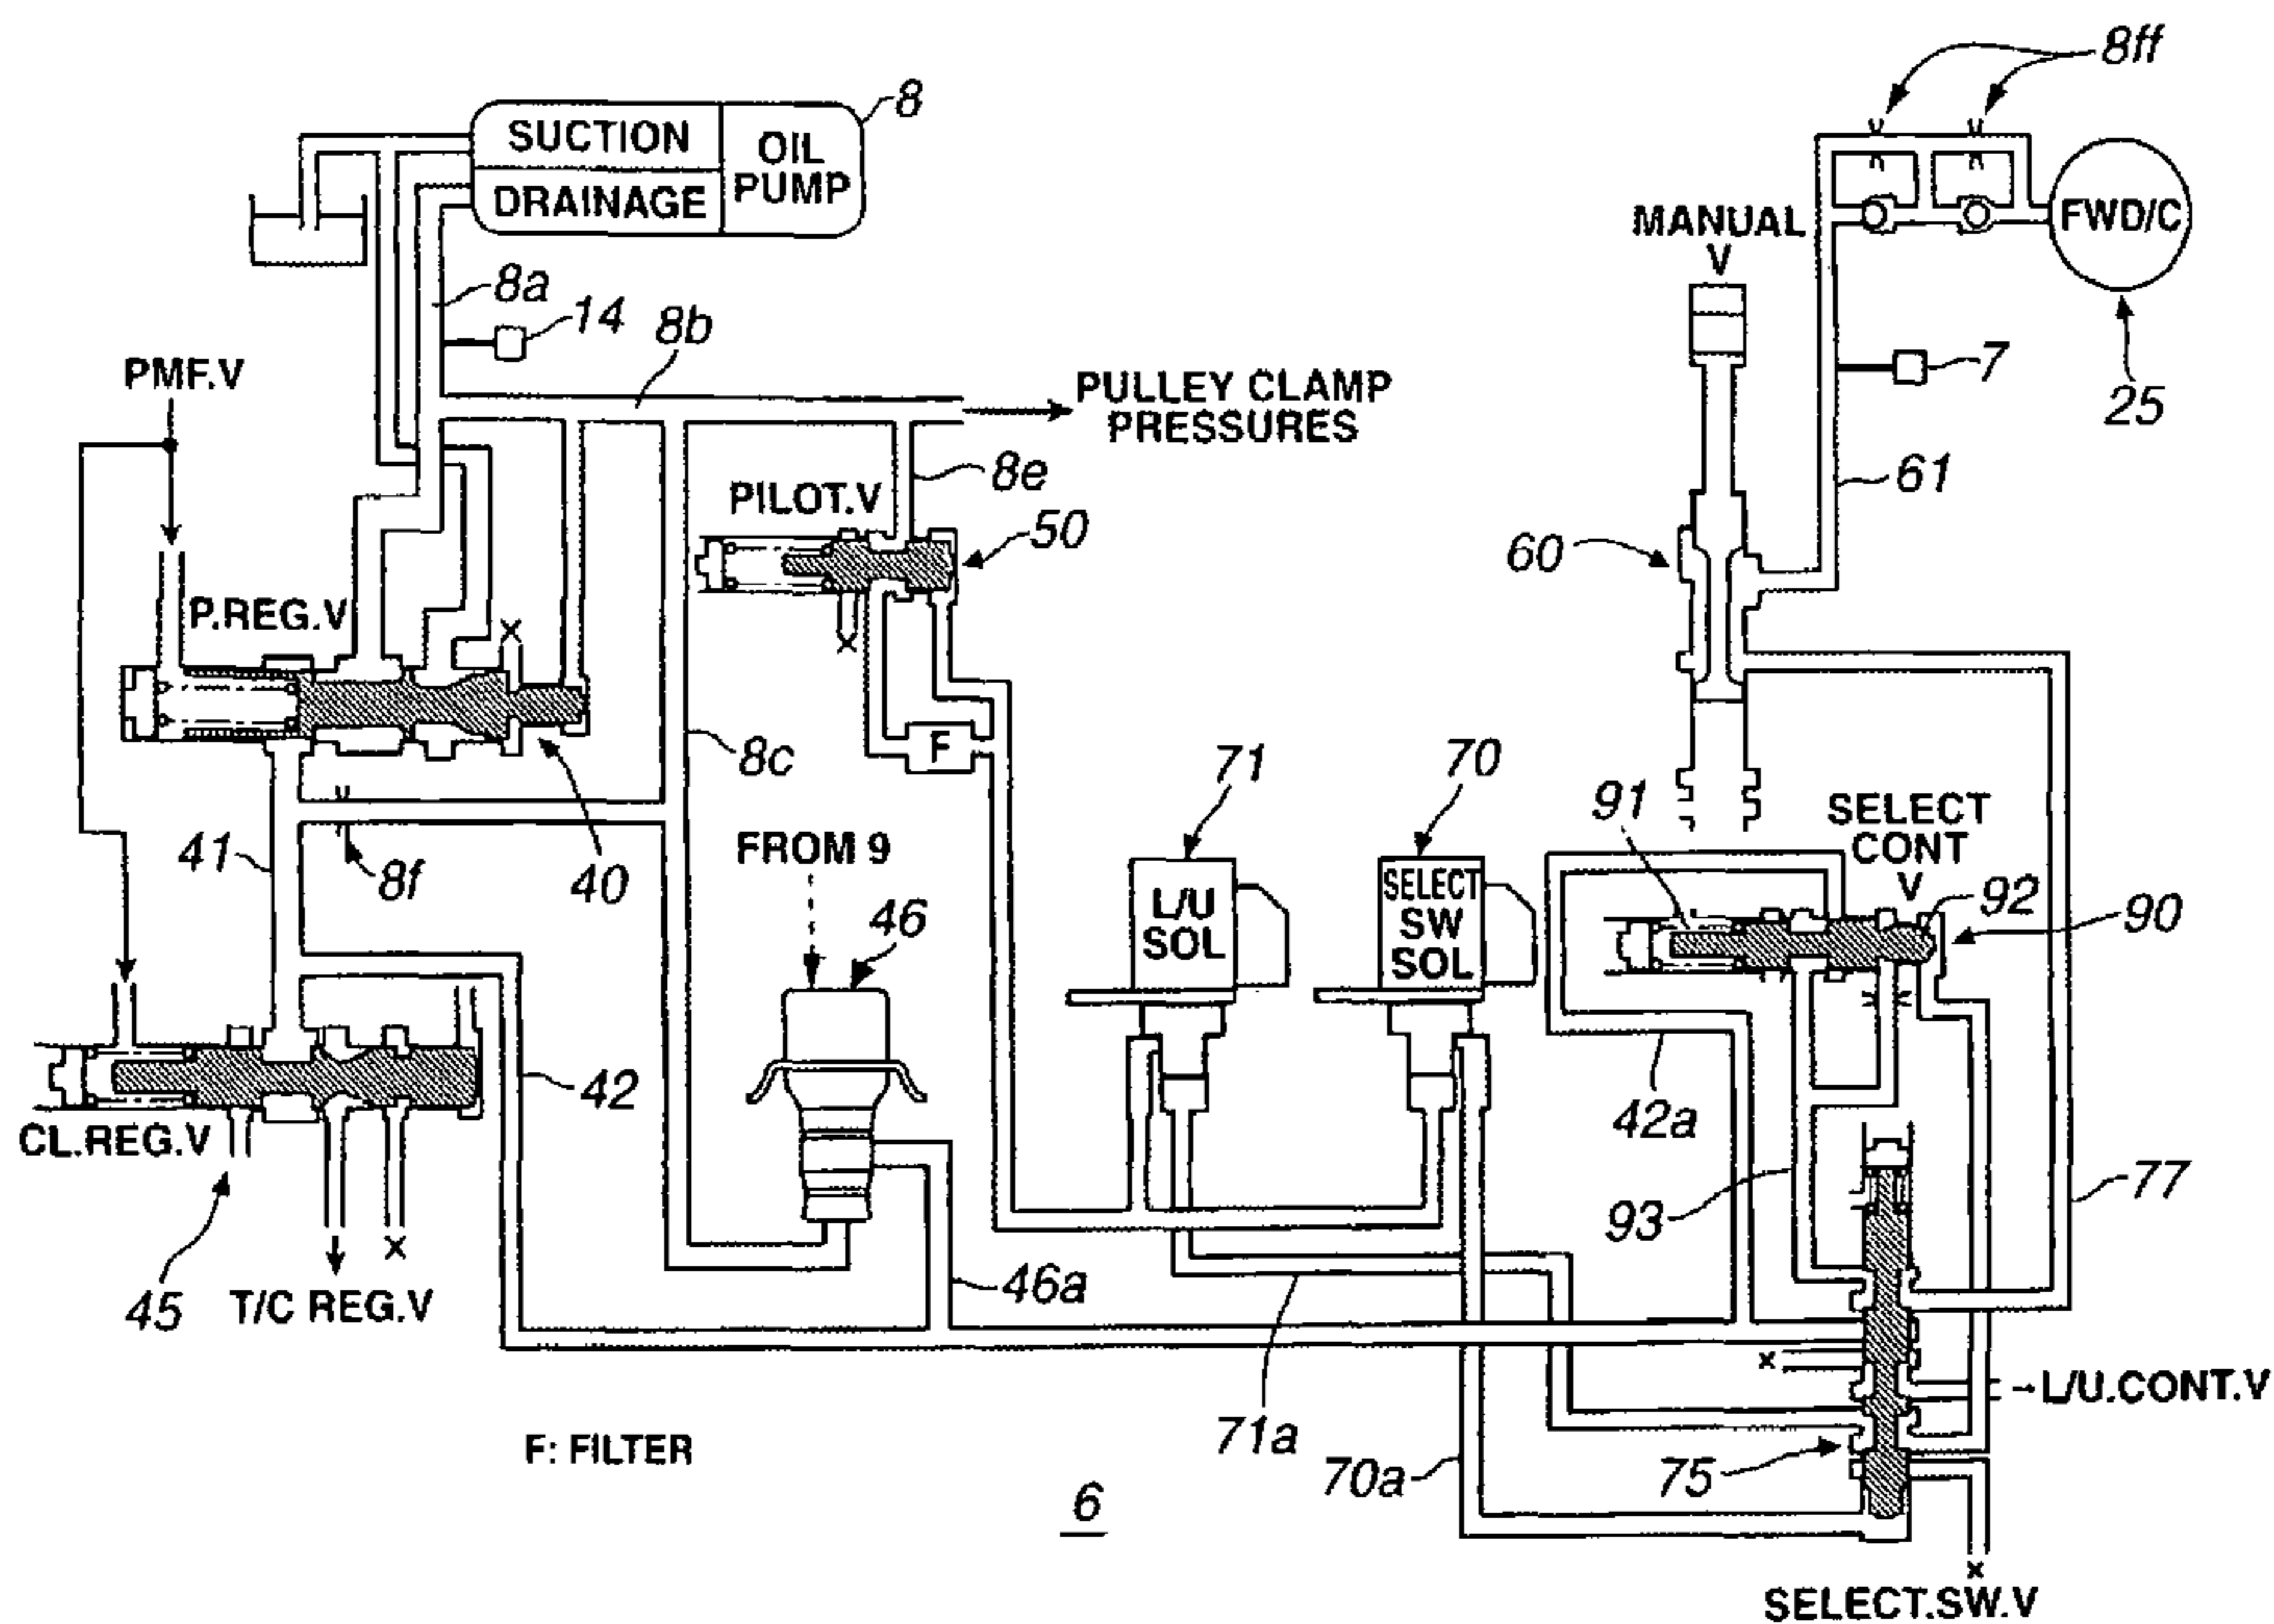 8ff
8
SUCTION
OIL
PUMP
DRAINAGE
MANUAL
V
FWD/C
8a
14
8b
7
PMF.V
PULLEY CLAMP
PRESSURES
25
8e
61
PILOT.V
50
60
P.REG.V
X
X
F
8c
71
70
91
SELECT
CONT
V
41
8f
40
FROM 9
92
90
46
L/U
SOL
SELECT
SW
SOL
42
42a
CL.REG.V
77
93
X
46a
45
T/C REG.V
X
L/U.CONT.V
71a
F: FILTER
70a
75
6
X
SELECT.SW.V